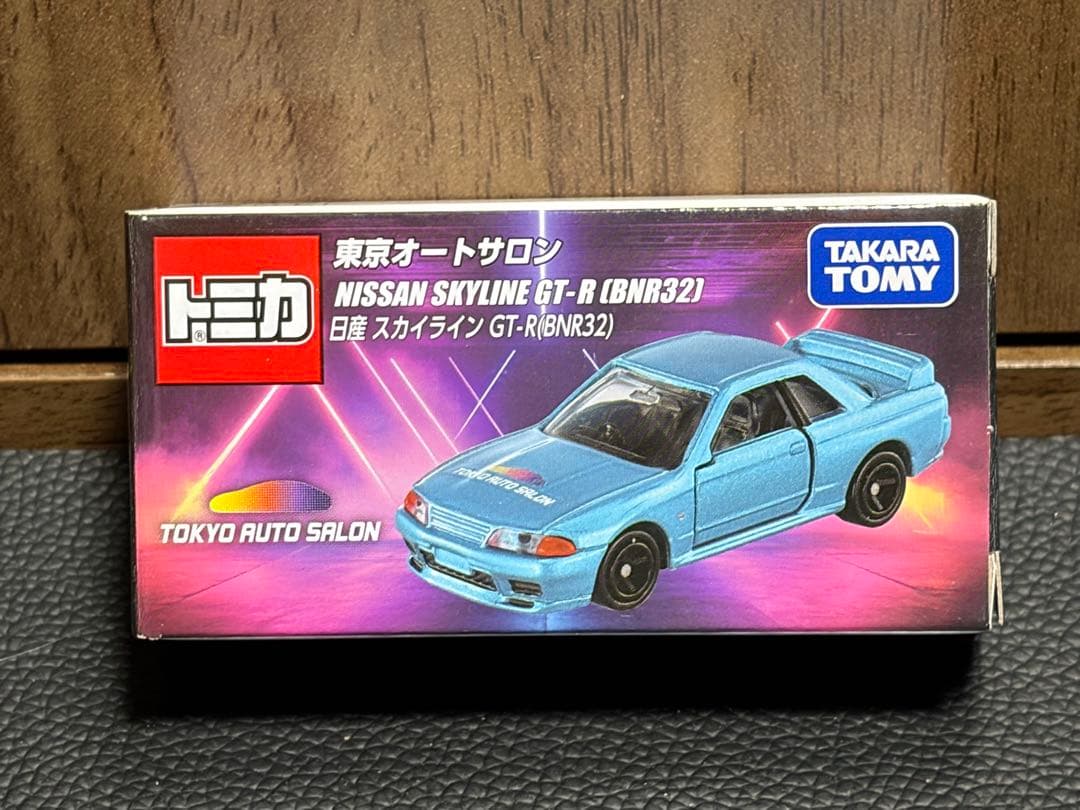 トミカ®
東京オートサロン
NISSAN SKYLINE GT-R (BNR32)
日産 スカイライン GT-R(BNR32)
TAKARA
TOMY
TOKYO AUTO SALON
TOKYO AUTO SALON